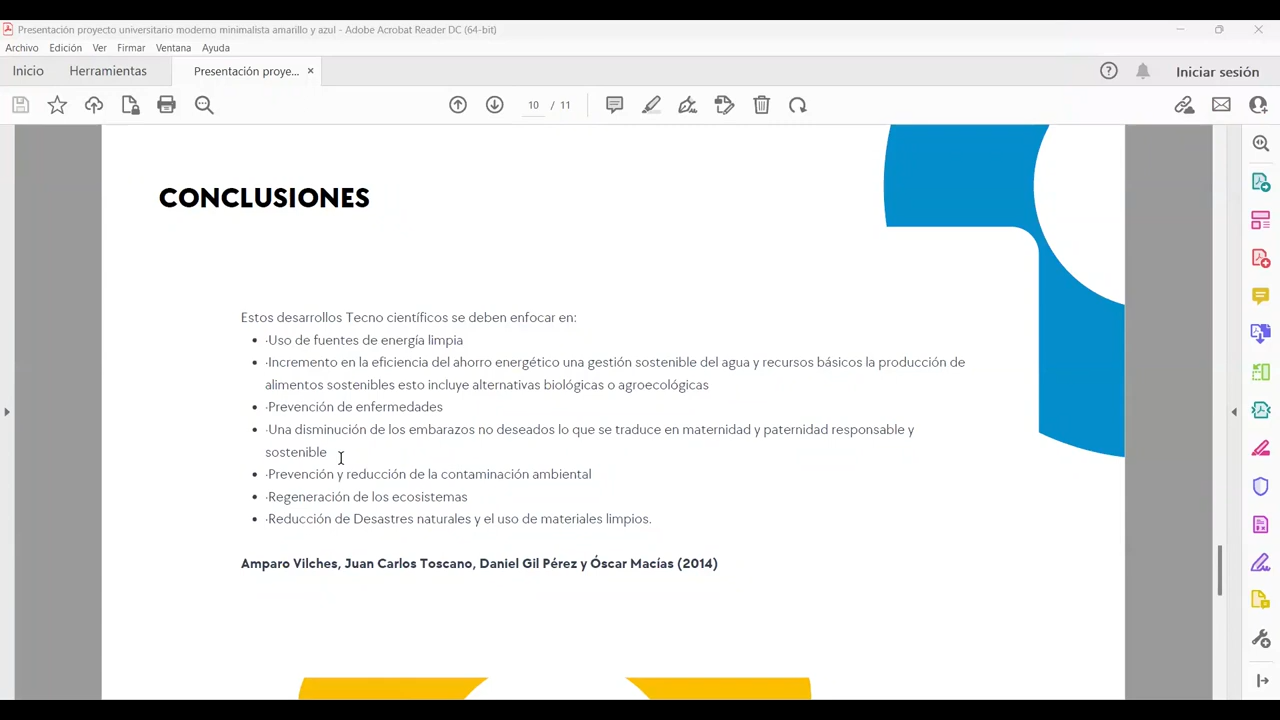 Presentación proyecto universitario moderno minimalista amarillo y azul - Adobe Acrobat Reader DC (64-bit)
Archivo Edición Ver Firmar Ventana Ayuda
Inicio Herramientas Presentación proye... × Iniciar sesión
10 / 11
CONCLUSIONES
Estos desarrollos Tecno científicos se deben enfocar en:
• ·Uso de fuentes de energía limpia
• ·Incremento en la eficiencia del ahorro energético una gestión sostenible del agua y recursos básicos la producción de
alimentos sostenibles esto incluye alternativas biológicas o agroecológicas
• ·Prevención de enfermedades
• ·Una disminución de los embarazos no deseados lo que se traduce en maternidad y paternidad responsable y
sostenible
• ·Prevención y reducción de la contaminación ambiental
• ·Regeneración de los ecosistemas
• ·Reducción de Desastres naturales y el uso de materiales limpios.
Amparo Vilches, Juan Carlos Toscano, Daniel Gil Pérez y Óscar Macías (2014)